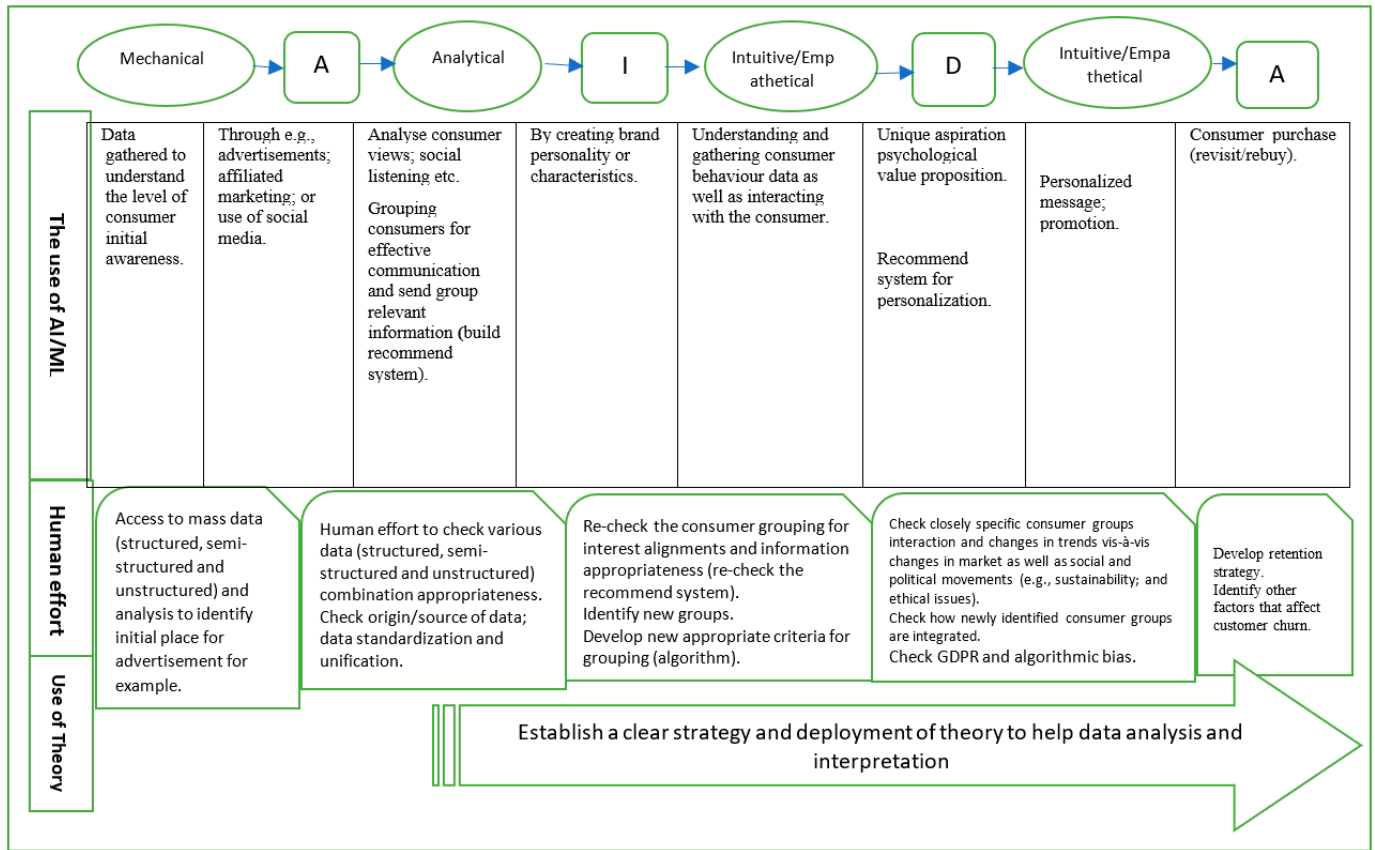 Mechanical
A
Analytical
I
Intuitive/Emp
athetical
D
Intuitive/Empa
thetical
A
The use of AI/ML
Data
gathered to
understand
the level of
consumer
initial
awareness.
Through e.g.,
advertisements;
affiliated
marketing; or
use of social
media.
Analyse consumer
views; social
listening etc.
Grouping
consumers for
effective
communication
and send group
relevant
information (build
recommend
system).
By creating brand
personality or
characteristics.
Understanding and
gathering consumer
behaviour data as
well as interacting
with the consumer.
Unique aspiration
psychological
value proposition.
Recommend
system for
personalization.
Personalized
message;
promotion.
Consumer purchase
(revisit/rebuy).
Human effort
Access to mass data
(structured, semi-
structured and
unstructured) and
analysis to identify
initial place for
advertisement for
example.
Human effort to check various
data (structured, semi-
structured and unstructured)
combination appropriateness.
Check origin/source of data;
data standardization and
unification.
Re-check the consumer grouping for
interest alignments and information
appropriateness (re-check the
recommend system).
Identify new groups.
Develop new appropriate criteria for
grouping (algorithm).
Check closely specific consumer groups
interaction and changes in trends vis-à-vis
changes in market as well as social and
political movements (e.g., sustainability; and
ethical issues).
Check how newly identified consumer groups
are integrated.
Check GDPR and algorithmic bias.
Develop retention
strategy.
Identify other
factors that affect
customer churn.
Use of Theory
Establish a clear strategy and deployment of theory to help data analysis and
interpretation